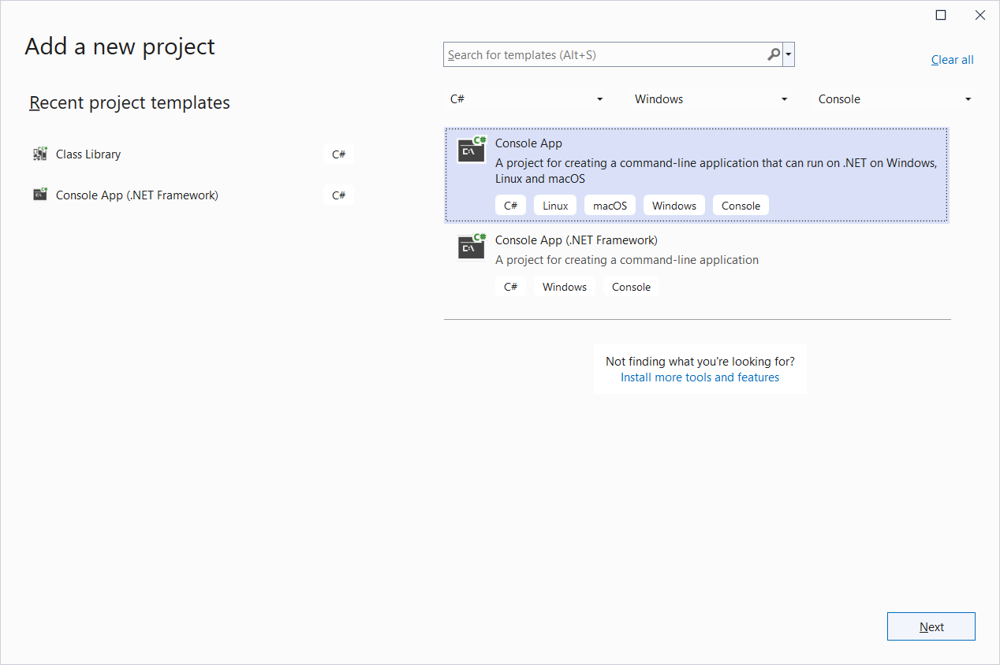 Add a new project
Search for templates (Alt+S)
Clear all
Recent project templates
Class Library C#
Console App (.NET Framework) C#
C# Windows Console
C#
C:\
Console App
A project for creating a command-line application that can run on .NET on Windows,
Linux and macOS
C# Linux macOS Windows Console
C#
C:\
Console App (.NET Framework)
A project for creating a command-line application
C# Windows Console
Not finding what you're looking for?
Install more tools and features
Next